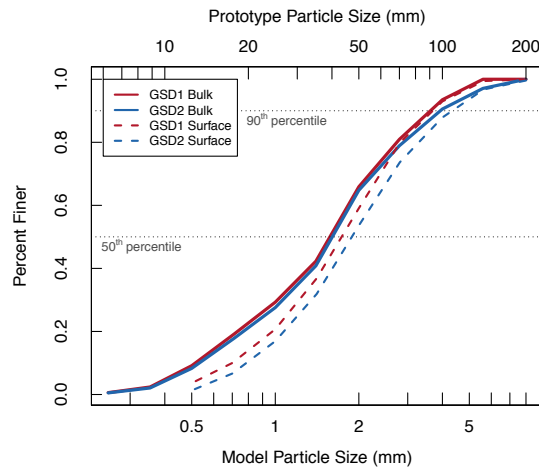 Prototype Particle Size (mm)
10 20 50 100 200
1.0
GSD1 Bulk
GSD2 Bulk
GSD1 Surface
GSD2 Surface
90th percentile
0.8
0.6
50th percentile
0.4
0.2
0.0
Percent Finer
0.5 1 2 5
Model Particle Size (mm)